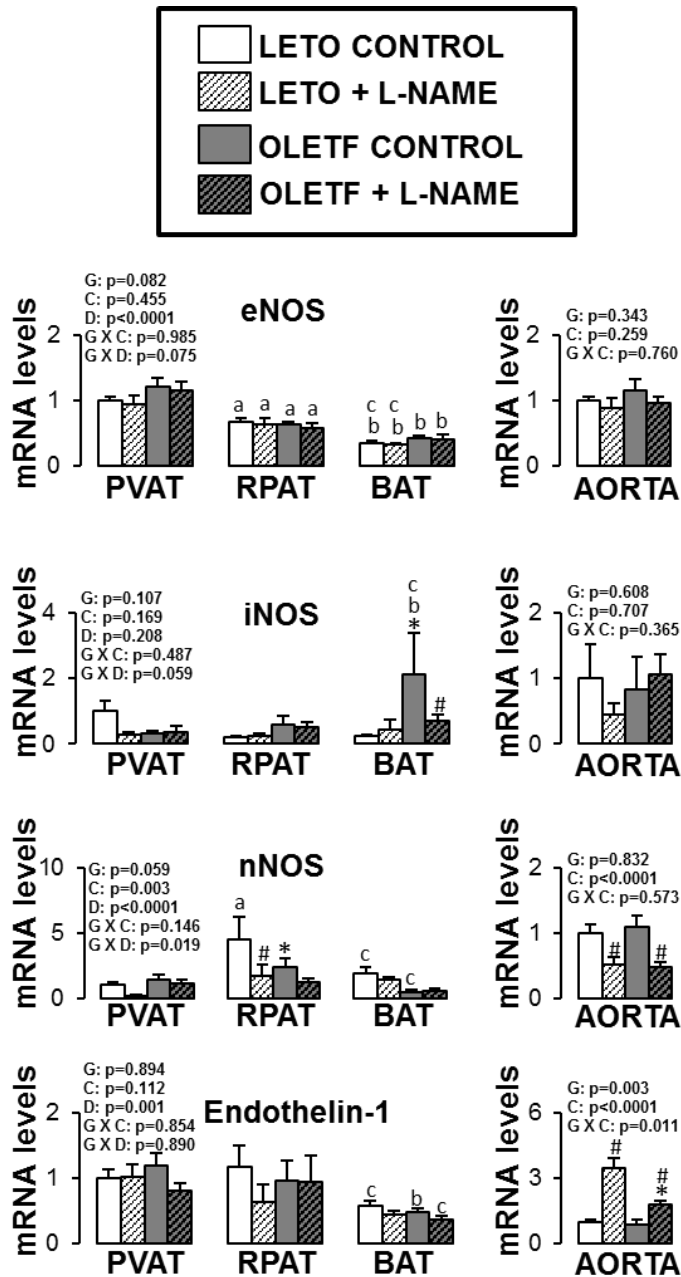 LETO CONTROL
LETO + L-NAME
OLETF CONTROL
OLETF + L-NAME
G: p=0.082
C: p=0.455
D: p<0.0001
G X C: p=0.985
G X D: p=0.075
eNOS
G: p=0.343
C: p=0.259
G X C: p=0.760
mRNA levels
2
1
0
a a a a
c c
b b b b
mRNA levels
2
1
0
PVAT RPAT BAT AORTA
G: p=0.107
C: p=0.169
D: p=0.208
G X C: p=0.487
G X D: p=0.059
iNOS
G: p=0.608
C: p=0.707
G X C: p=0.365
mRNA levels
4
2
0
c
b
*
#
mRNA levels
2
1
0
PVAT RPAT BAT AORTA
G: p=0.059
C: p=0.003
D: p<0.0001
G X C: p=0.146
G X D: p=0.019
nNOS
G: p=0.832
C: p<0.0001
G X C: p=0.573
mRNA levels
10
5
0
a
# *
c c
mRNA levels
2
1
0
# #
PVAT RPAT BAT AORTA
G: p=0.894
C: p=0.112
D: p=0.001
G X C: p=0.854
G X D: p=0.890
Endothelin-1
G: p=0.003
C: p<0.0001
G X C: p=0.011
mRNA levels
2
1
0
c b c
mRNA levels
6
3
0
# #
*
PVAT RPAT BAT AORTA